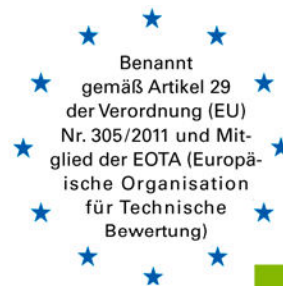 Benannt
gemäß Artikel 29
der Verordnung (EU)
Nr. 305/2011 und Mit-
glied der EOTA (Europä-
ische Organisation
für Technische
Bewertung)